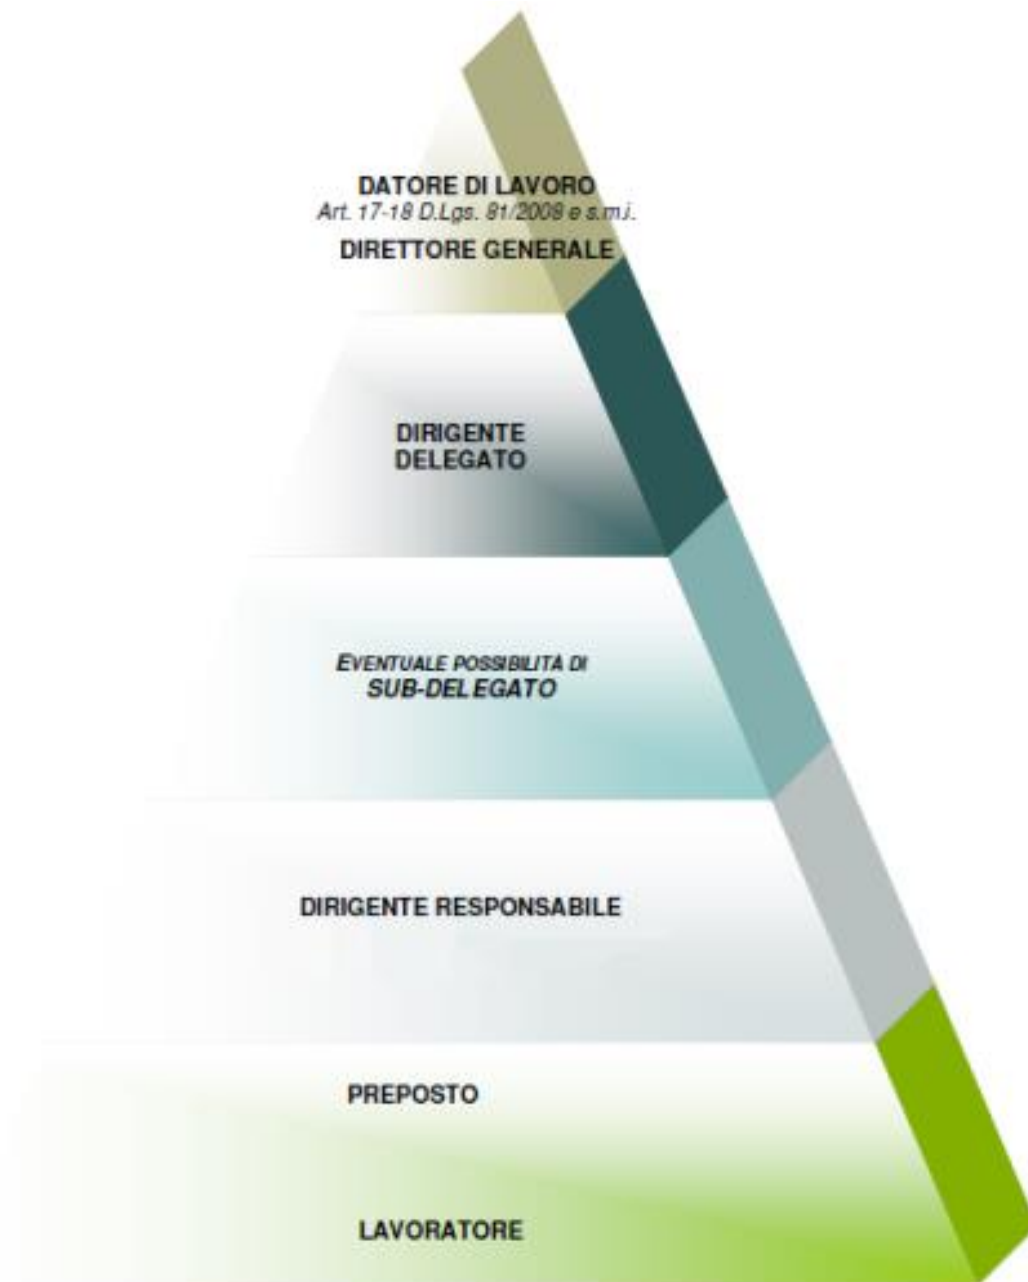 DATORE DI LAVORO
Art. 17-18 D.Lgs. 81/2008 e s.m.i.
DIRETTORE GENERALE
DIRIGENTE
DELEGATO
EVENTUALE POSSIBILITÀ DI
SUB-DELEGATO
DIRIGENTE RESPONSABILE
PREPOSTO
LAVORATORE